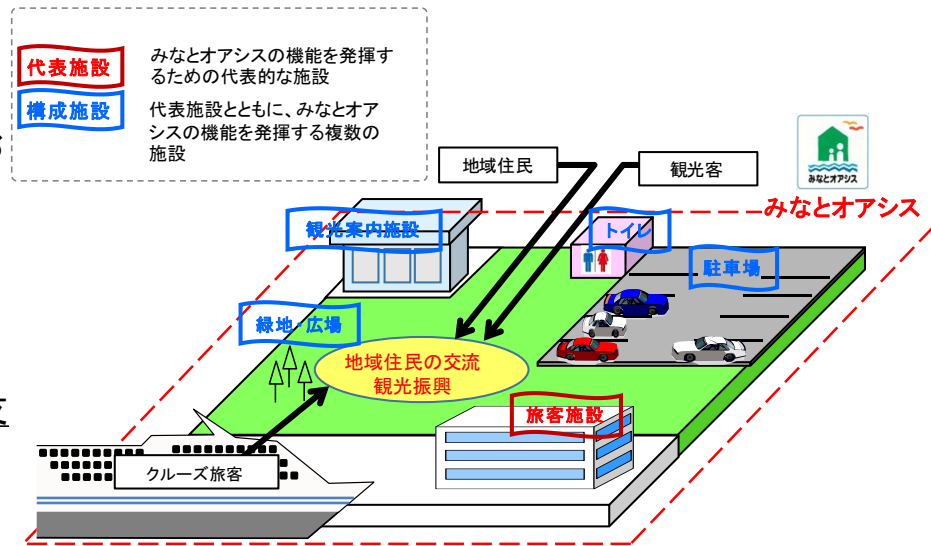 代表施設
みなとオアシスの機能を発揮す
るための代表的な施設
構成施設
代表施設とともに、みなとオア
シスの機能を発揮する複数の
施設
地域住民
観光客
みなとオアシス
みなとオアシス
観光案内施設
トイレ
駐車場
緑地・広場
地域住民の交流
観光振興
旅客施設
クルーズ旅客